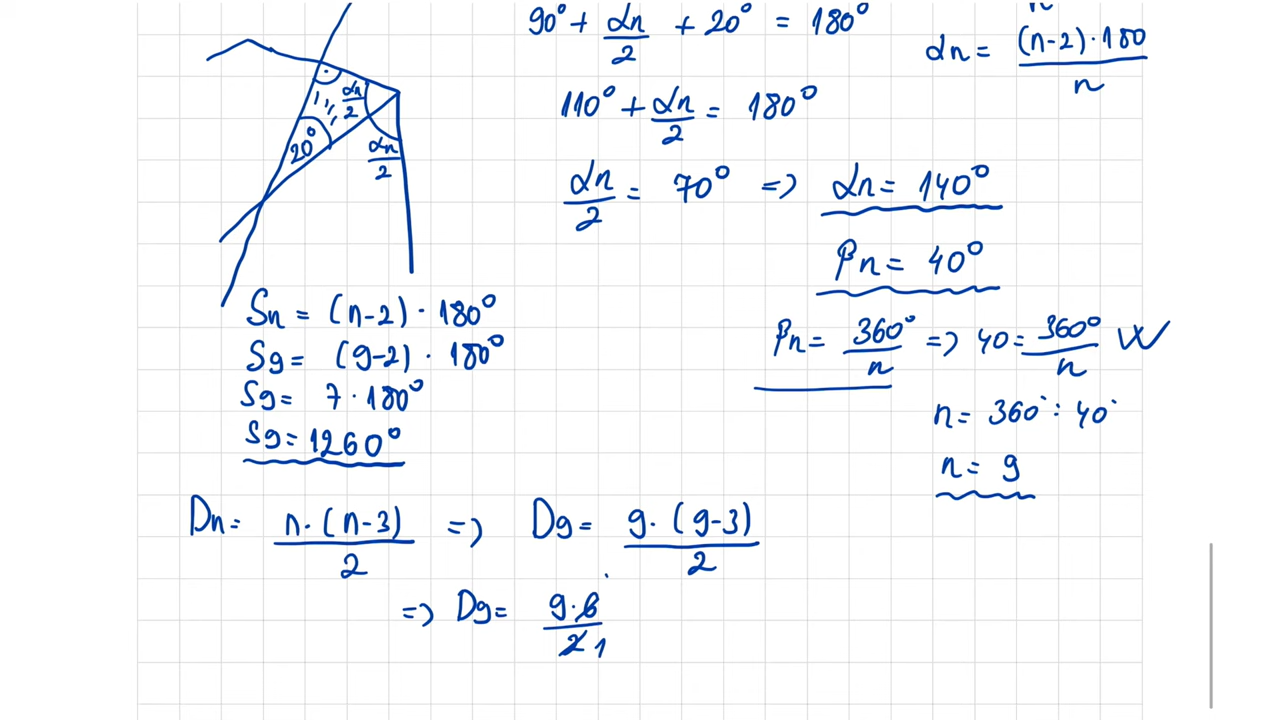 90° + αn/2 + 20° = 180°
n
αn = (n-2)·180/n
110° + αn/2 = 180°
αn/2
20°
αn/2
αn/2 = 70° => αn = 140°
βn = 40°
Sn = (n-2) · 180°
S9 = (9-2) · 180°
S9 = 7 · 180°
S9 = 1260°
βn = 360°/n => 40 = 360°/n
n = 360° : 40°
n = 9
Dn = n·(n-3)/2 => D9 = 9·(9-3)/2
=> D9 = 9·6/2 1